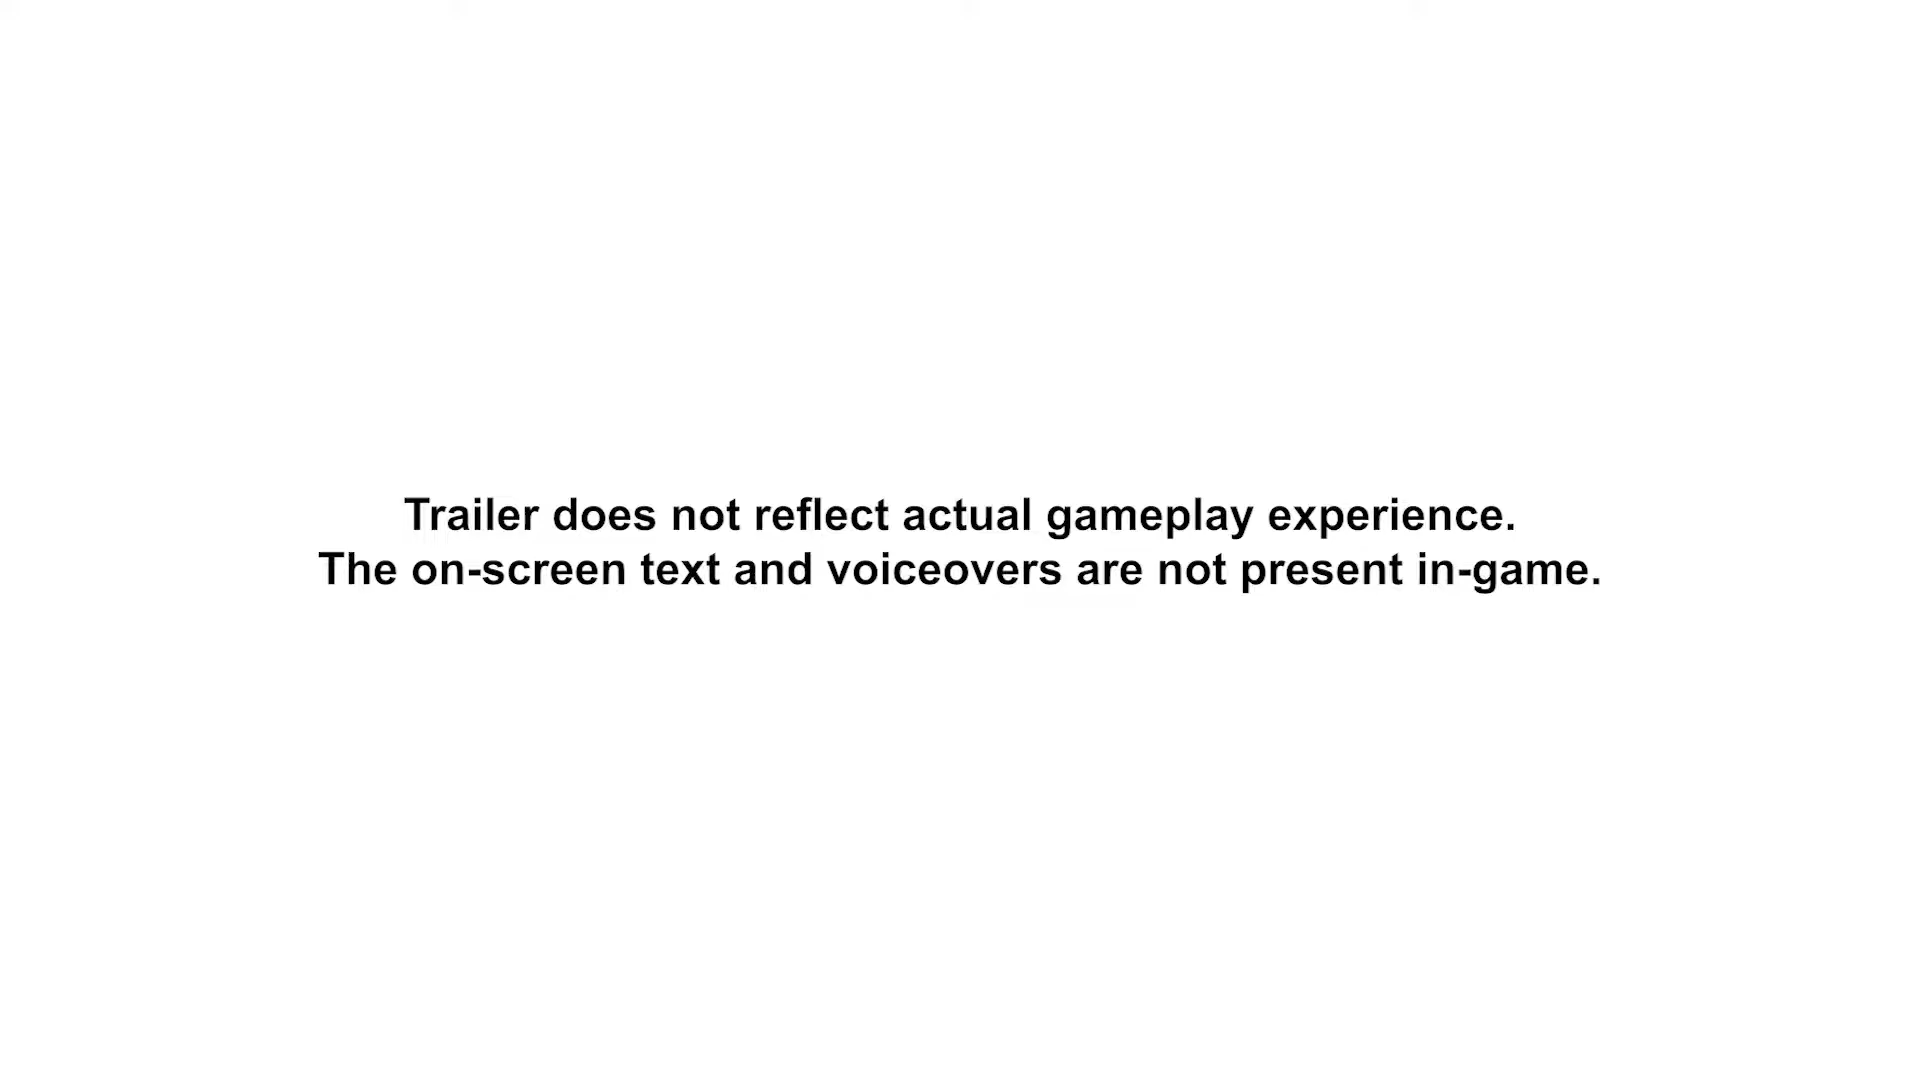 Trailer does not reflect actual gameplay experience.
The on-screen text and voiceovers are not present in-game.